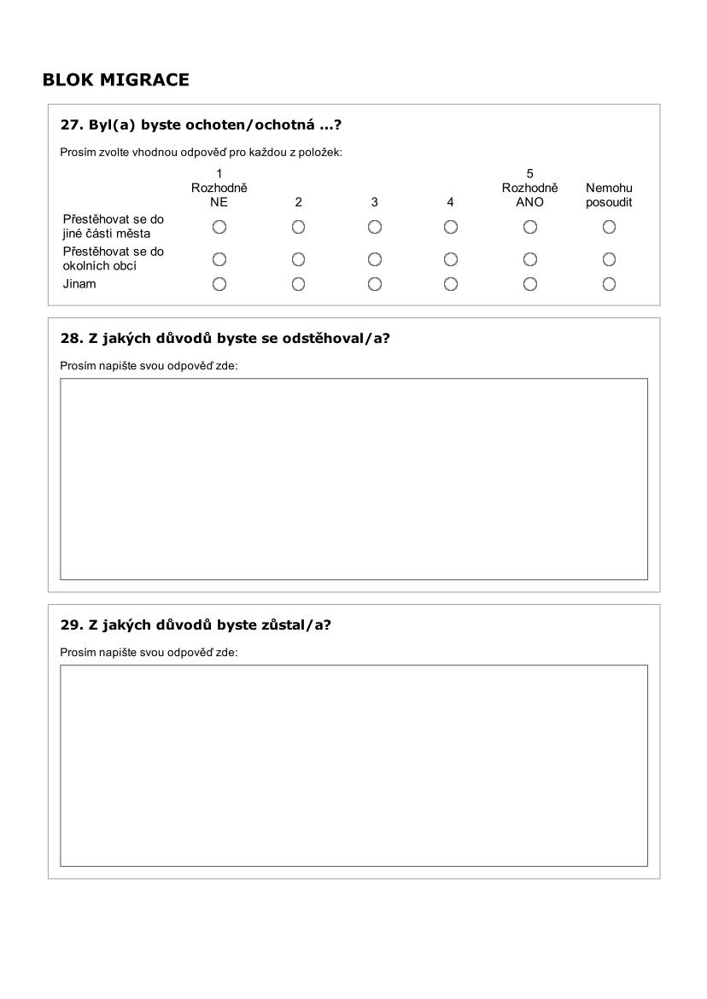 BLOK MIGRACE
27. Byl(a) byste ochoten/ochotná ...?
Prosím zvolte vhodnou odpověď pro každou z položek:
1 Rozhodně NE 2 3 4 5 Rozhodně ANO Nemohu posoudit
Přestěhovat se do
jiné části města
Přestěhovat se do
okolních obcí
Jinam
28. Z jakých důvodů byste se odstěhoval/a?
Prosím napište svou odpověď zde:
29. Z jakých důvodů byste zůstal/a?
Prosím napište svou odpověď zde: